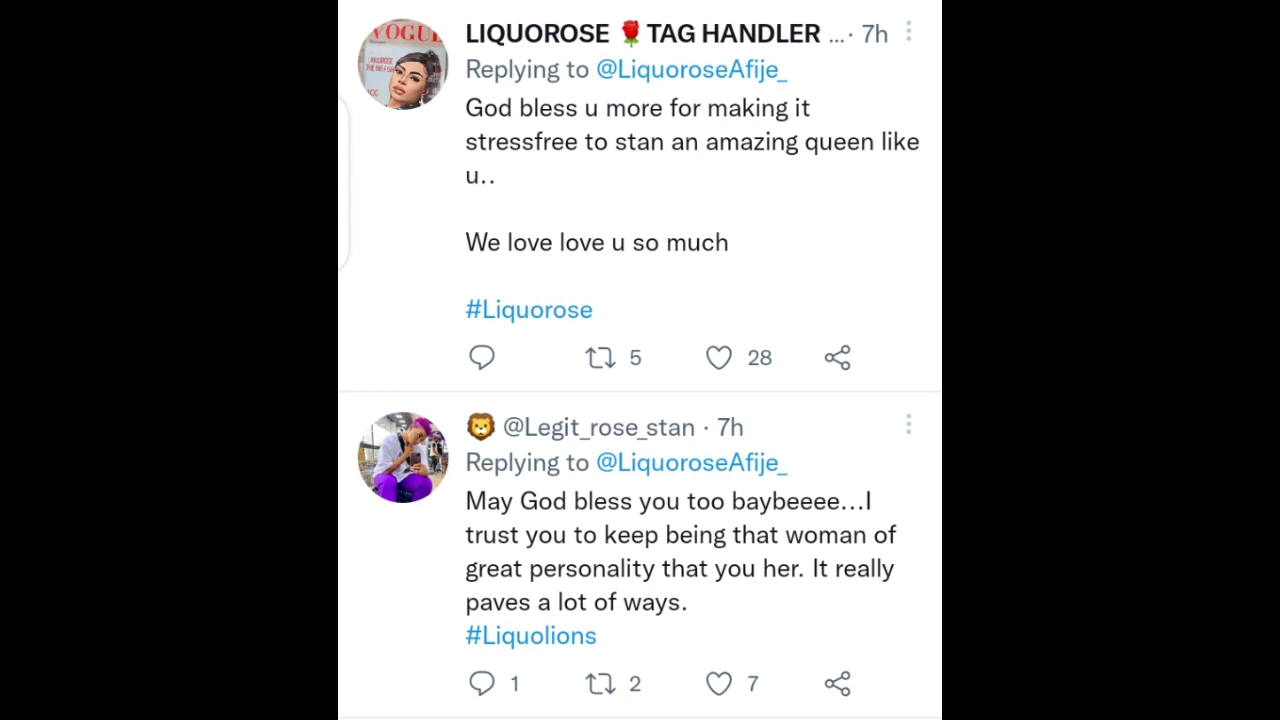 VOGUE
LIQUOROSE 🌹 TAG HANDLER ... · 7h
Replying to @LiquoroseAfije_
God bless u more for making it
stressfree to stan an amazing queen like
u..
We love love u so much
#Liquorose
5 28
🦁 @Legit_rose_stan · 7h
Replying to @LiquoroseAfije_
May God bless you too baybeeee...I
trust you to keep being that woman of
great personality that you her. It really
paves a lot of ways.
#Liquolions
1 2 7